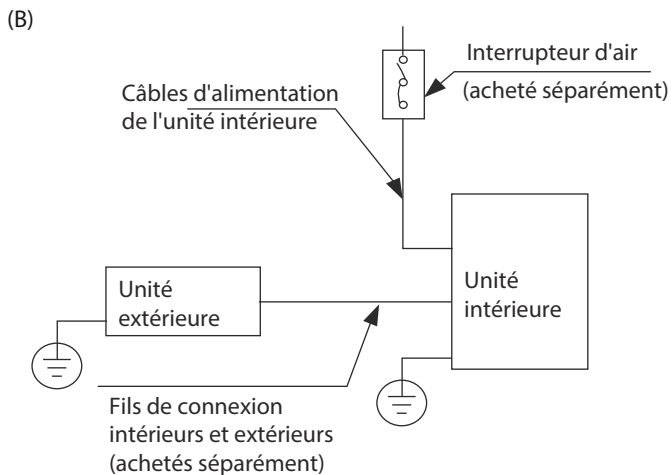 (B)
Interrupteur d'air
(acheté séparément)
Câbles d'alimentation
de l'unité intérieure
Unité
extérieure
Unité
intérieure
Fils de connexion
intérieurs et extérieurs
(achetés séparément)